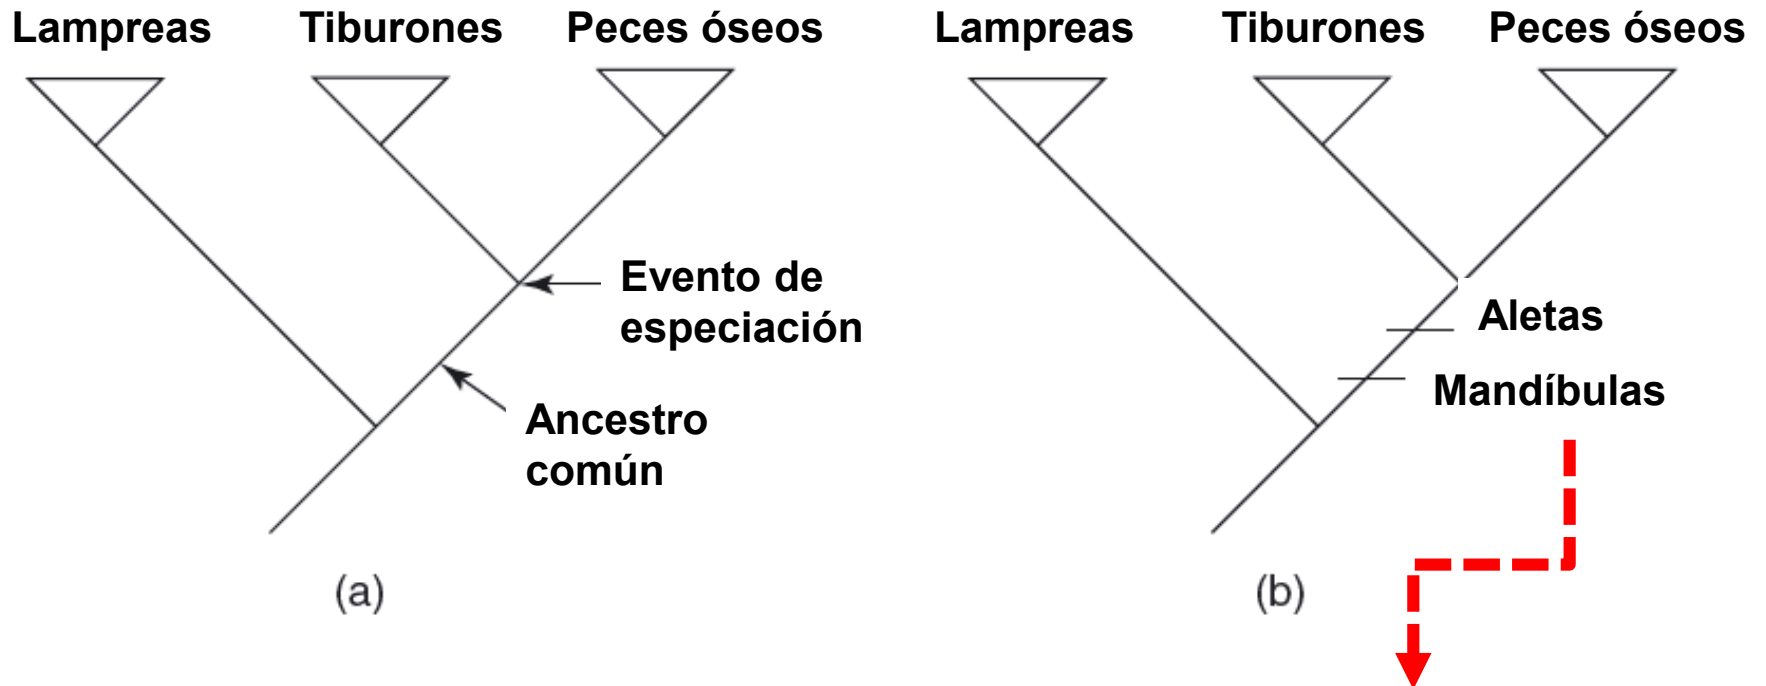 Lampreas
Tiburones
Peces óseos
Evento de
especiación
Ancestro
común
(a)
Lampreas
Tiburones
Peces óseos
Aletas
Mandíbulas
(b)